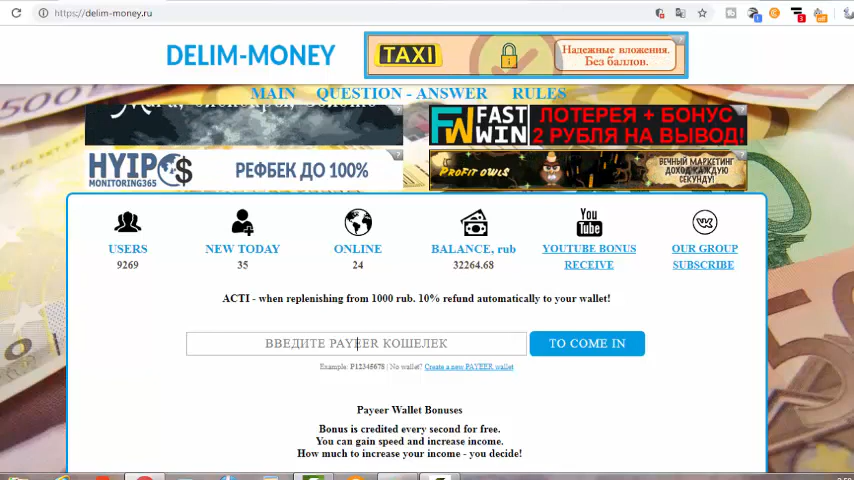 https://delim-money.ru
DELIM-MONEY
TAXI
Надежные вложения.
Без баллов.
MAIN QUESTION - ANSWER RULES
FAST WIN
ЛОТЕРЕЯ + БОНУС
2 РУБЛЯ НА ВЫВОД!
HYIP
MONITORING365
РЕФБЕК ДО 100%
PROFIT OWLS
ВЕЧНЫЙ МАРКЕТИНГ
ДОХОД КАЖДУЮ
СЕКУНДУ!
You Tube
USERS NEW TODAY ONLINE BALANCE, rub YOUTUBE BONUS OUR GROUP
9269 35 24 32264.68 RECEIVE SUBSCRIBE
ACTI - when replenishing from 1000 rub. 10% refund automatically to your wallet!
ВВЕДИТЕ PAYEER КОШЕЛЕК TO COME IN
Example: P12345678 | No wallet? Create a new PAYEER wallet
Payeer Wallet Bonuses
Bonus is credited every second for free.
You can gain speed and increase income.
How much to increase your income - you decide!